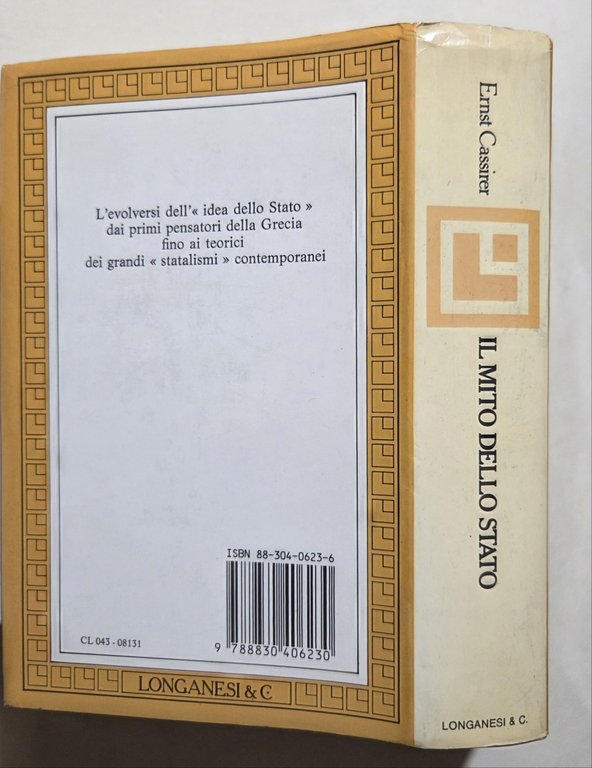 L'evolversi dell'« idea dello Stato »
dai primi pensatori della Grecia
fino ai teorici
dei grandi « statalismi » contemporanei
ISBN 88-304-0623-6
9 788830 406230
CL 043 - 08131
LONGANESI & C.
Ernst Cassirer
IL MITO DELLO STATO
LONGANESI & C.